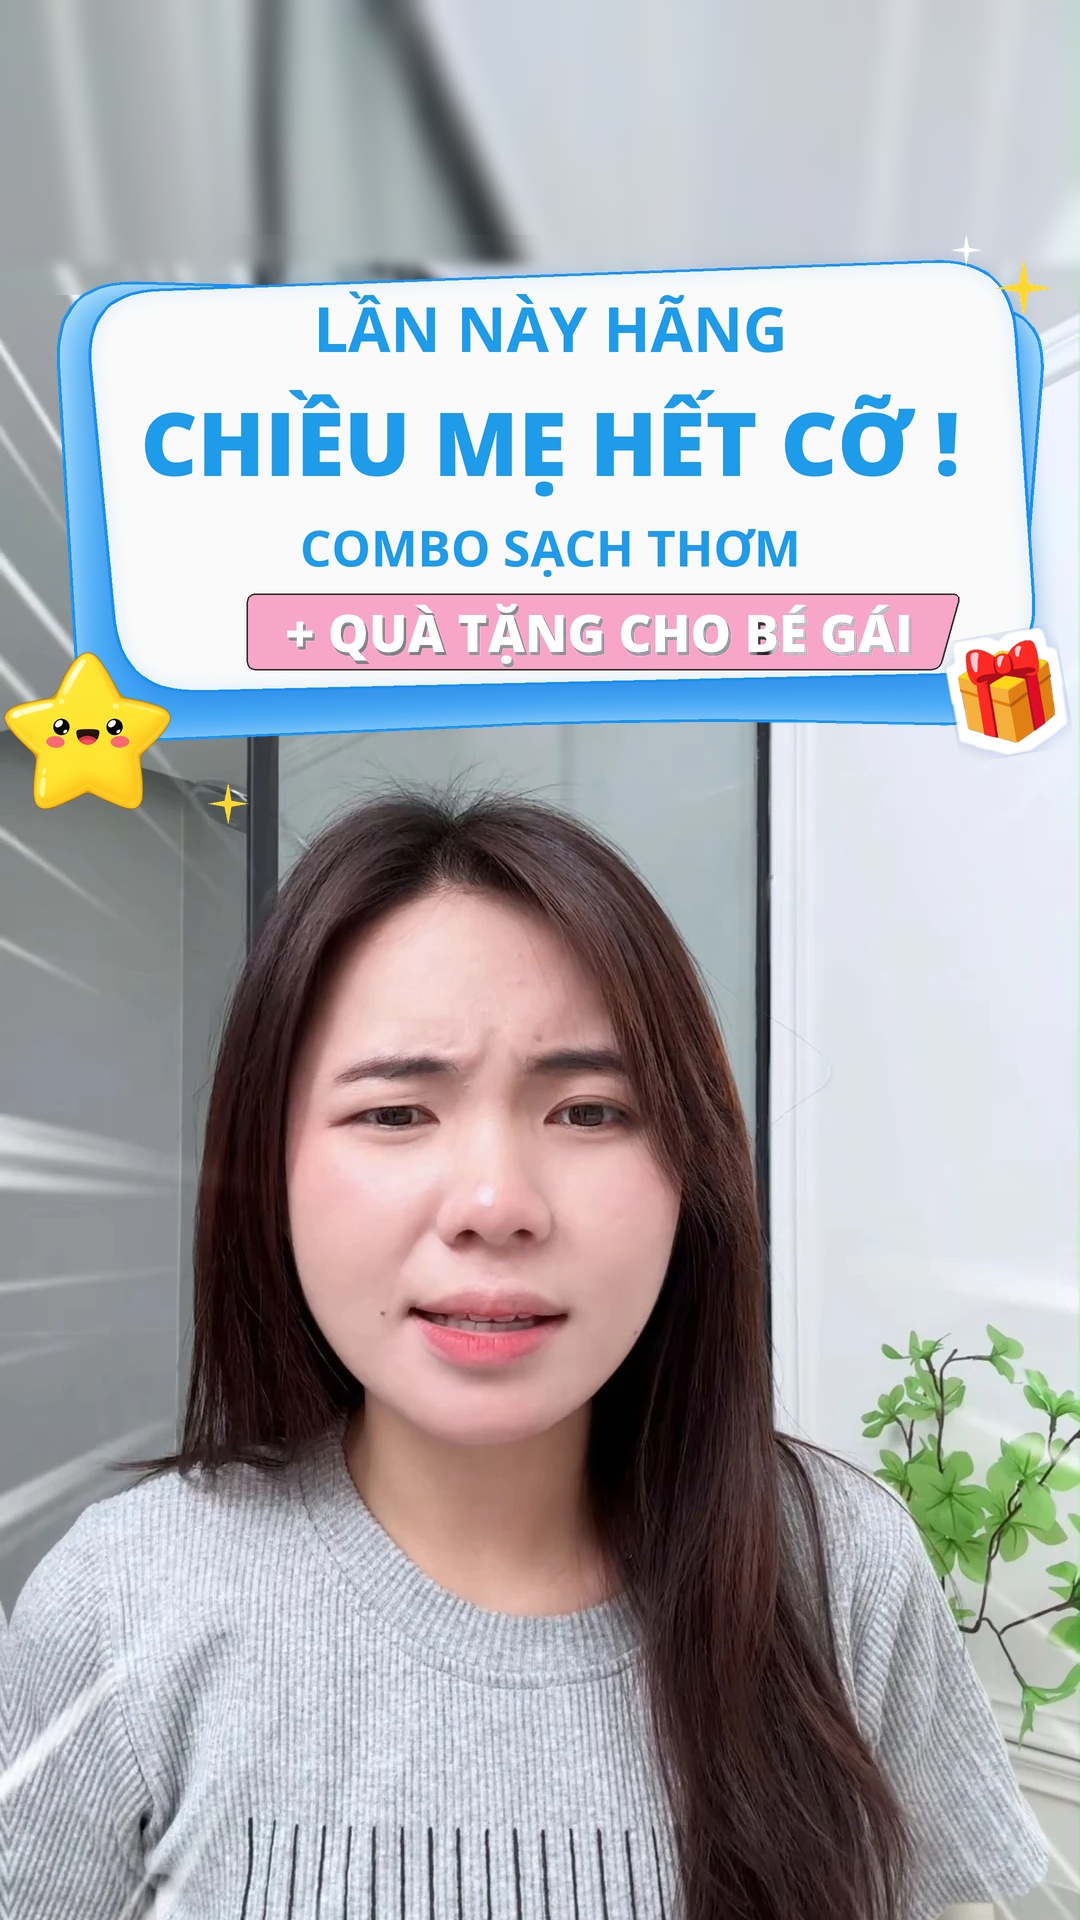 LẦN NÀY HÃNG
CHIỀU MẸ HẾT CỠ !
COMBO SẠCH THƠM
+ QUÀ TẶNG CHO BÉ GÁI